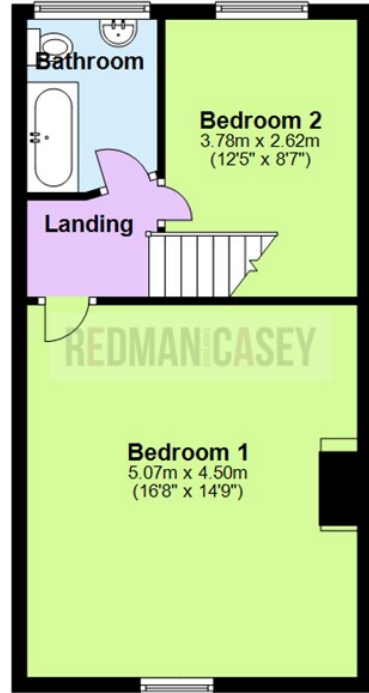 Bathroom
Bedroom 2
3.78m x 2.62m
(12'5" x 8'7")
Landing
REDMAN CASEY
Bedroom 1
5.07m x 4.50m
(16'8" x 14'9")